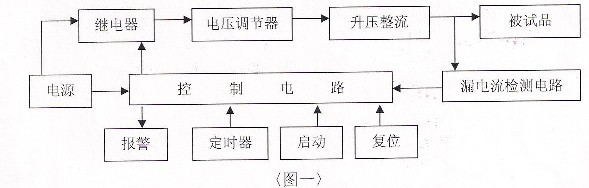 继电器 电压调节器 升压整流 被试品
电源 控制电路 漏电流检测电路
报警 定时器 启动 复位
（图一）